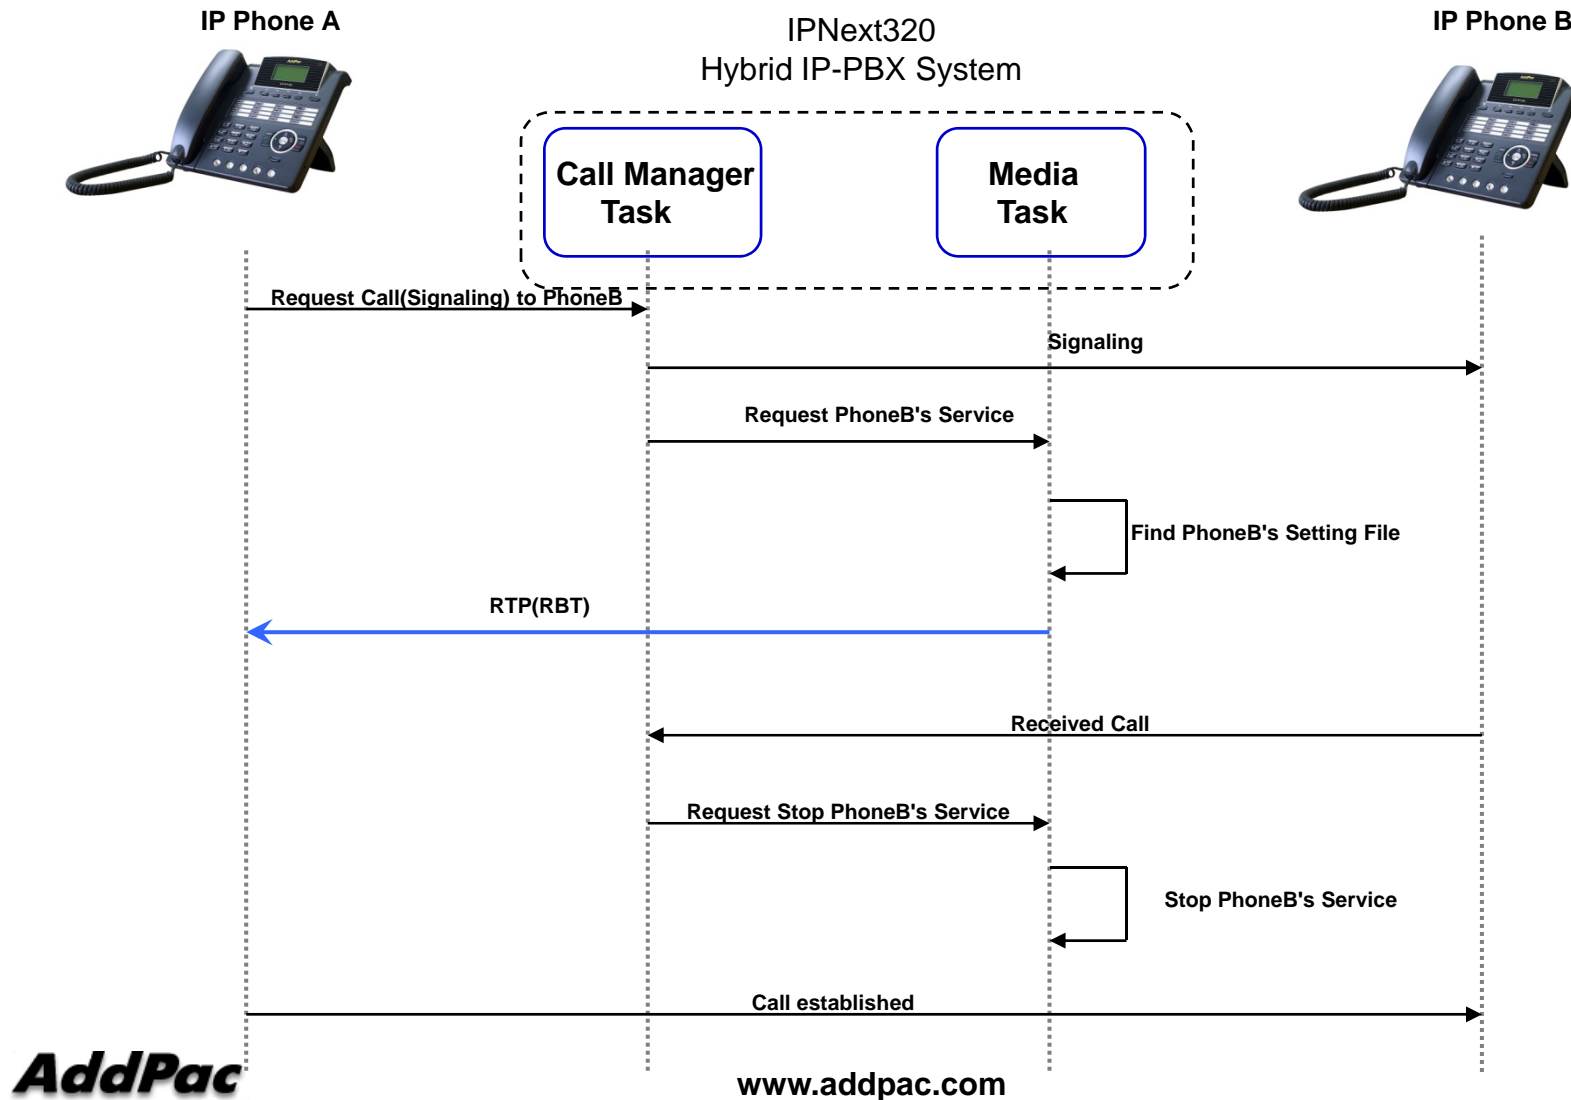 IP Phone A
IPNext320
Hybrid IP-PBX System
IP Phone B
Call Manager
Task
Media
Task
Request Call(Signaling) to PhoneB
Signaling
Request PhoneB's Service
Find PhoneB's Setting File
RTP(RBT)
Received Call
Request Stop PhoneB's Service
Stop PhoneB's Service
Call established
AddPac
www.addpac.com